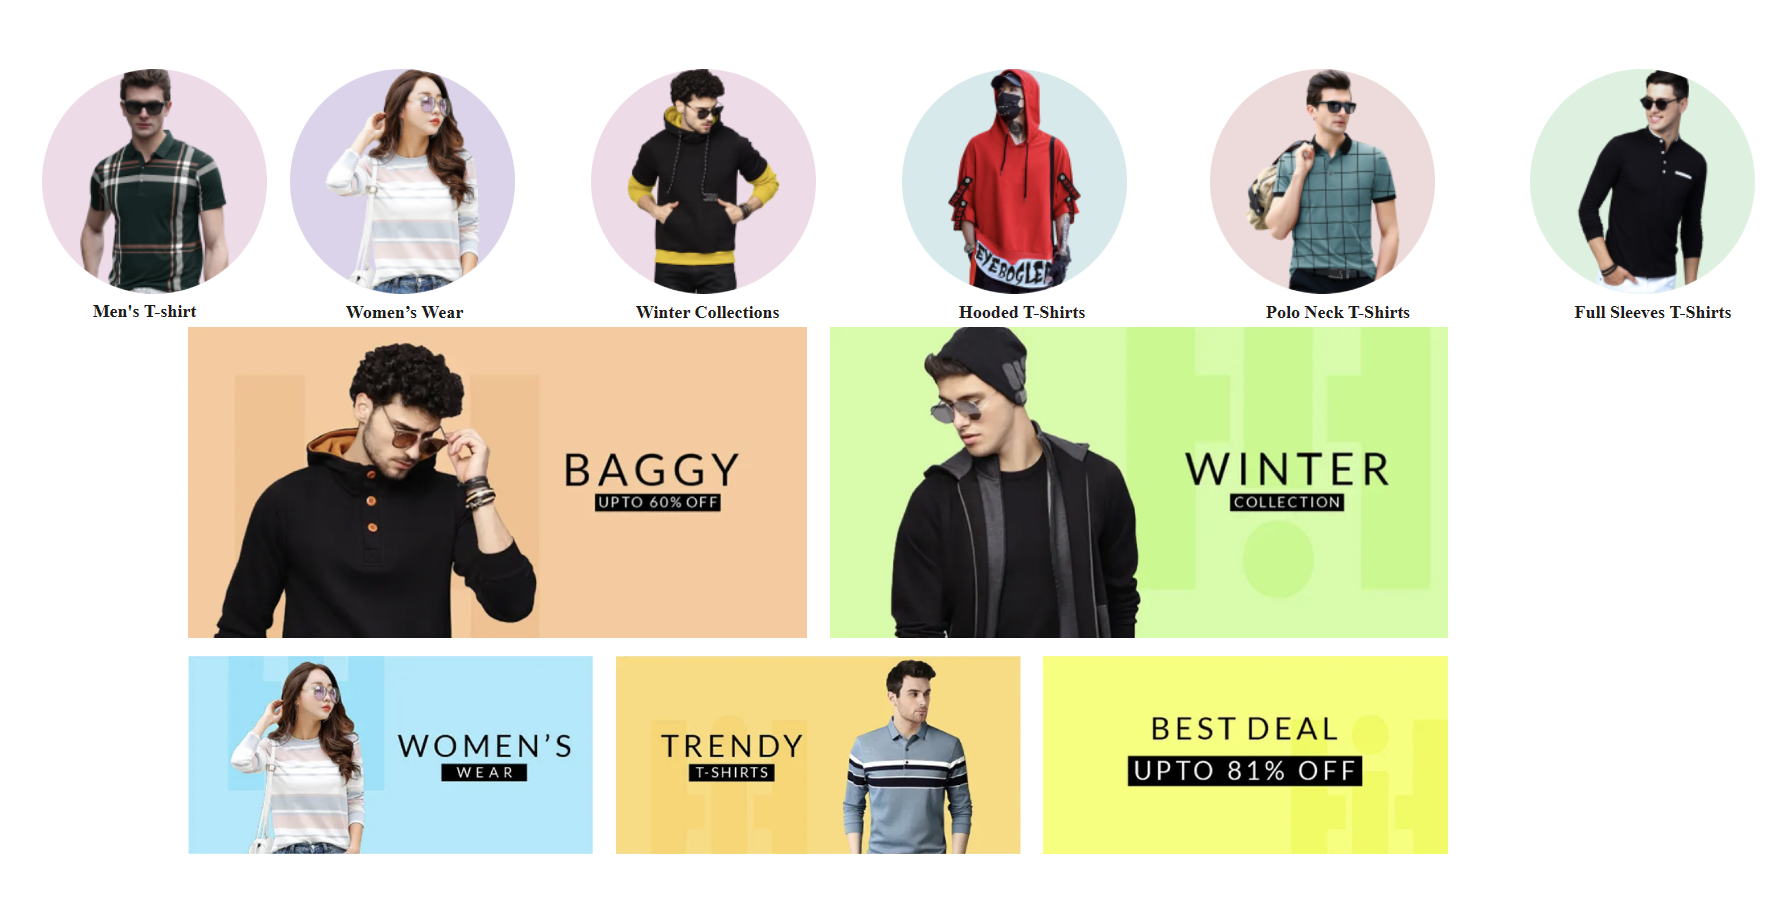 Men's T-shirt
Women’s Wear
Winter Collections
Hooded T-Shirts
Polo Neck T-Shirts
Full Sleeves T-Shirts
EYEBOGLER
BAGGY
UPTO 60% OFF
WINTER
COLLECTION
WOMEN’S
WEAR
TRENDY
T-SHIRTS
BEST DEAL
UPTO 81% OFF